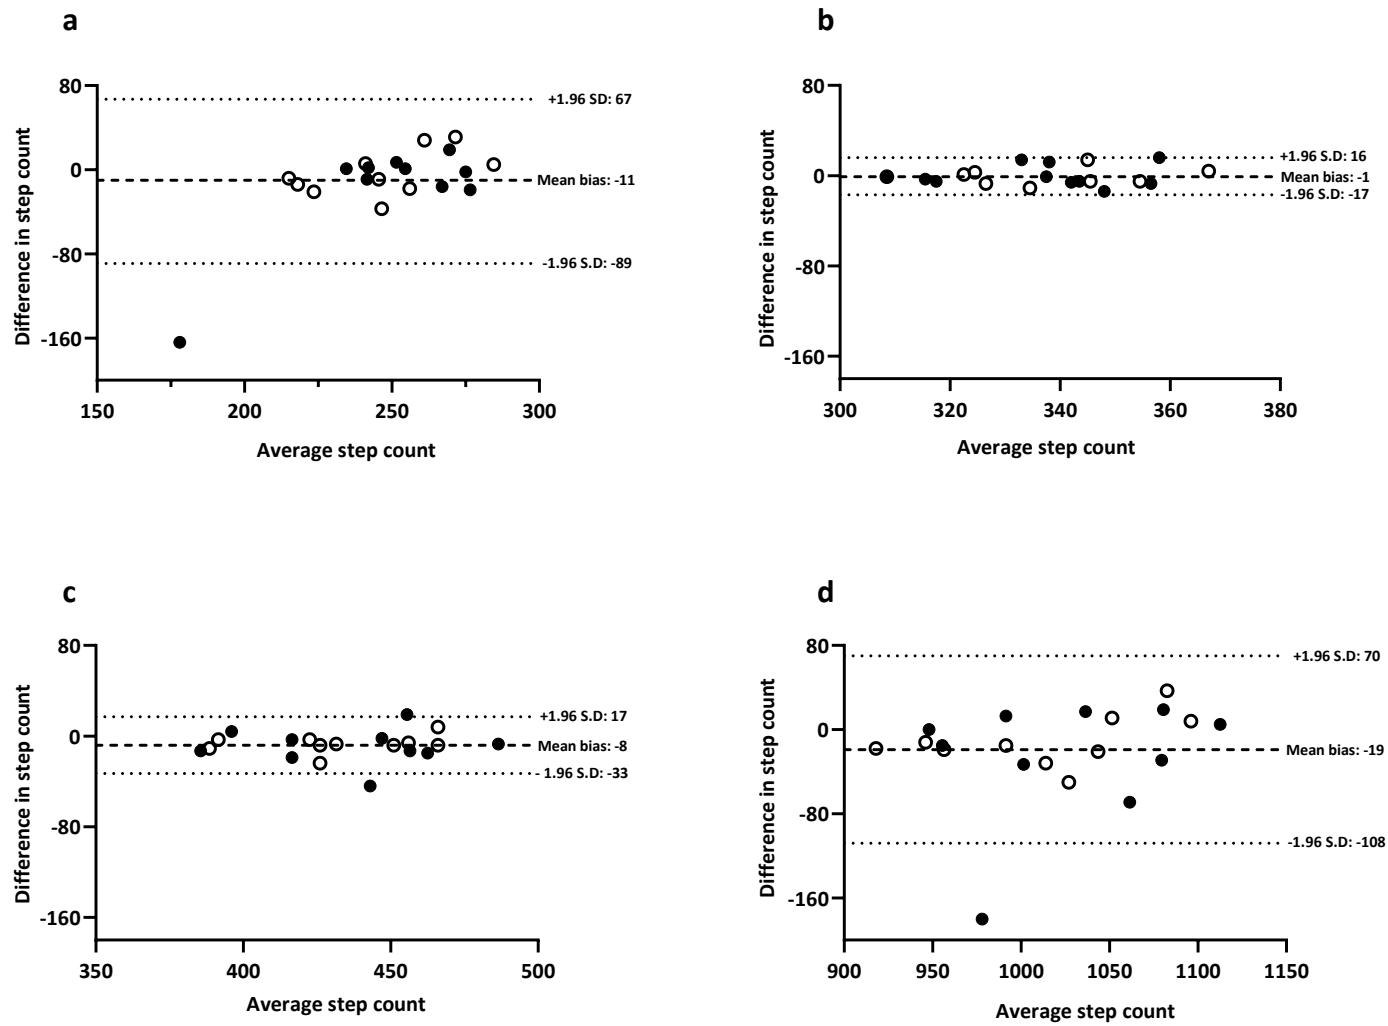 a
80
0
-80
-160
Difference in step count
+1.96 SD: 67
Mean bias: -11
-1.96 S.D: -89
150
200
250
300
Average step count
b
80
0
-80
-160
Difference in step count
+1.96 S.D: 16
Mean bias: -1
-1.96 S.D: -17
300
320
340
360
380
Average step count
c
80
0
-80
-160
Difference in step count
+1.96 S.D: 17
Mean bias: -8
- 1.96 S.D: -33
350
400
450
500
Average step count
d
80
0
-80
-160
Difference in step count
+1.96 S.D: 70
Mean bias: -19
-1.96 S.D: -108
900
950
1000
1050
1100
1150
Average step count